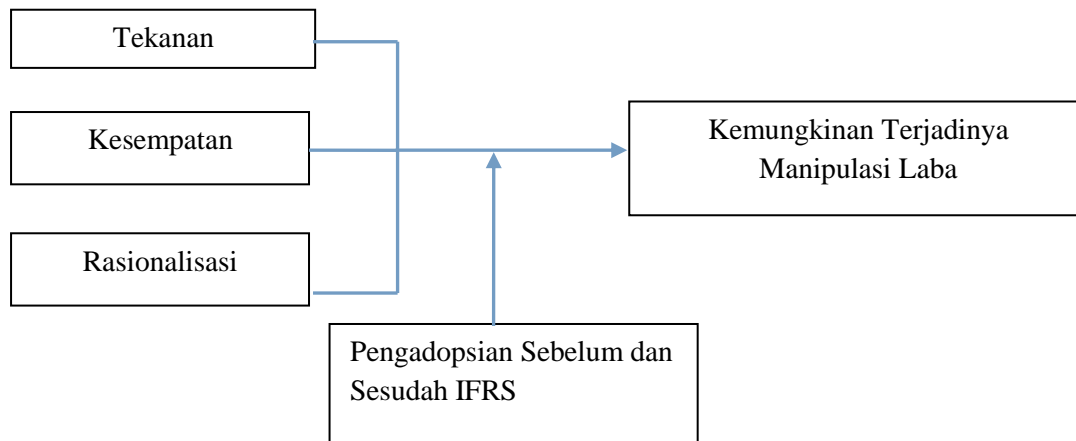 Tekanan
Kesempatan
Rasionalisasi
Kemungkinan Terjadinya
Manipulasi Laba
Pengadopsian Sebelum dan
Sesudah IFRS